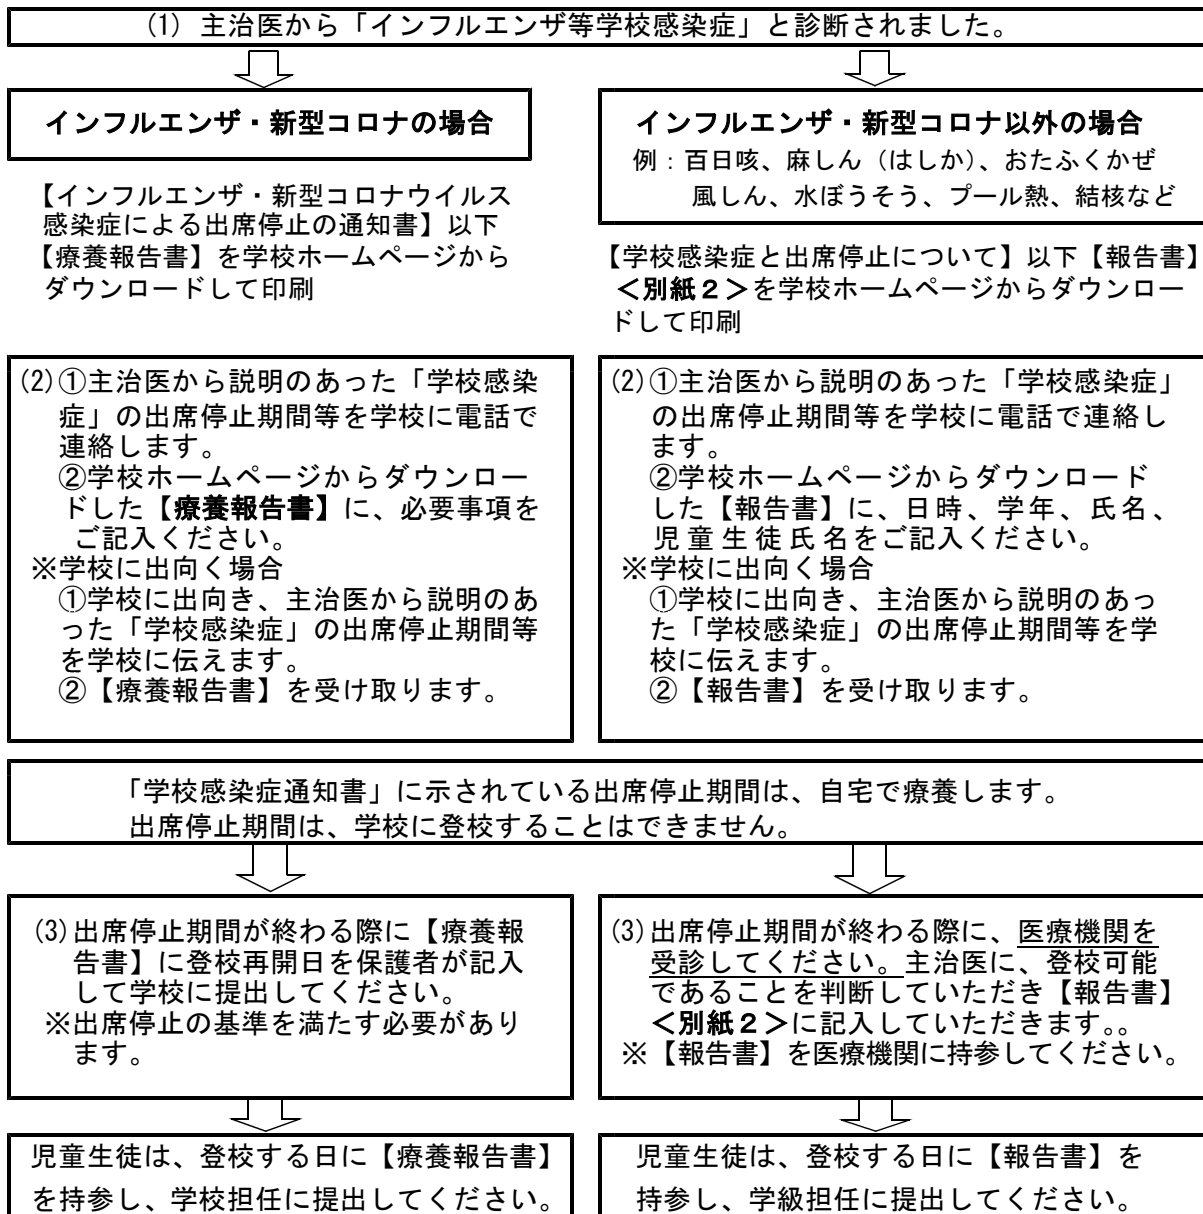 (1) 主治医から「インフルエンザ等学校感染症」と診断されました。
インフルエンザ・新型コロナの場合
【インフルエンザ・新型コロナウイルス
感染症による出席停止の通知書】以下
【療養報告書】を学校ホームページから
ダウンロードして印刷
インフルエンザ・新型コロナ以外の場合
例：百日咳、麻しん（はしか）、おたふくかぜ
風しん、水ぼうそう、プール熱、結核など
【学校感染症と出席停止について】以下【報告書】
＜別紙２＞を学校ホームページからダウンロー
ドして印刷
(2)①主治医から説明のあった「学校感染
症」の出席停止期間等を学校に電話で
連絡します。
②学校ホームページからダウンロー
ドした【療養報告書】に、必要事項を
ご記入ください。
※学校に出向く場合
①学校に出向き、主治医から説明のあ
った「学校感染症」の出席停止期間等
を学校に伝えます。
②【療養報告書】を受け取ります。
(2)①主治医から説明のあった「学校感染症」
の出席停止期間等を学校に電話で連絡し
ます。
②学校ホームページからダウンロード
した【報告書】に、日時、学年、氏名、
児童生徒氏名をご記入ください。
※学校に出向く場合
①学校に出向き、主治医から説明のあっ
た「学校感染症」の出席停止期間等を学
校に伝えます。
②【報告書】を受け取ります。
「学校感染症通知書」に示されている出席停止期間は、自宅で療養します。
出席停止期間は、学校に登校することはできません。
(3)出席停止期間が終わる際に【療養報
告書】に登校再開日を保護者が記入
して学校に提出してください。
※出席停止の基準を満たす必要があり
ます。
(3)出席停止期間が終わる際に、医療機関を
受診してください。主治医に、登校可能
であることを判断していただき【報告書】
＜別紙２＞に記入していただきます。。
※【報告書】を医療機関に持参してください。
児童生徒は、登校する日に【療養報告書】
を持参し、学校担任に提出してください。
児童生徒は、登校する日に【報告書】を
持参し、学級担任に提出してください。